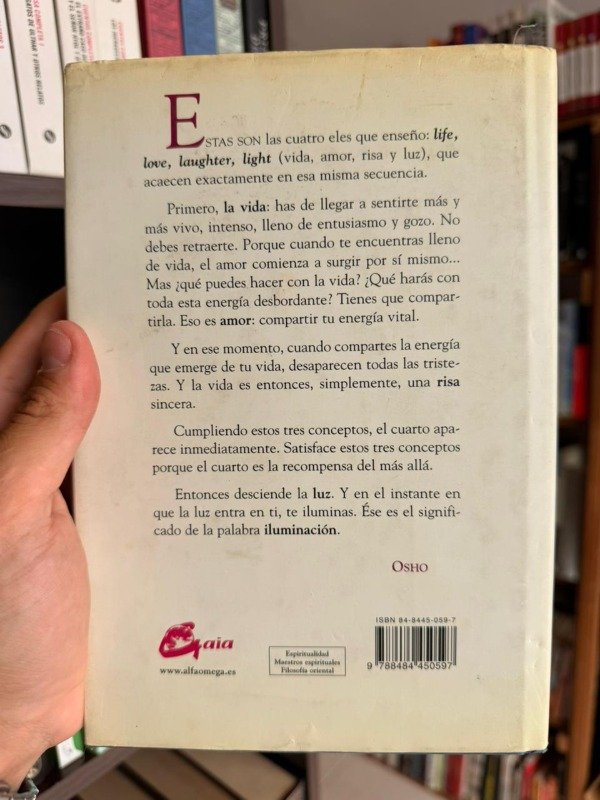 ESTAS SON las cuatro eles que enseño: life,
love, laughter, light (vida, amor, risa y luz), que
acaecen exactamente en esa misma secuencia.
Primero, la vida: has de llegar a sentirte más y
más vivo, intenso, lleno de entusiasmo y gozo. No
debes retraerte. Porque cuando te encuentras lleno
de vida, el amor comienza a surgir por sí mismo...
Mas ¿qué puedes hacer con la vida? ¿Qué harás con
toda esta energía desbordante? Tienes que compar-
tirla. Eso es amor: compartir tu energía vital.
Y en ese momento, cuando compartes la energía
que emerge de tu vida, desaparecen todas las triste-
zas. Y la vida es entonces, simplemente, una risa
sincera.
Cumpliendo estos tres conceptos, el cuarto apa-
rece inmediatamente. Satisface estos tres conceptos
porque el cuarto es la recompensa del más allá.
Entonces desciende la luz. Y en el instante en
que la luz entra en ti, te iluminas. Ése es el signifi-
cado de la palabra iluminación.
OSHO
Gaia
www.alfaomega.es
Espiritualidad
Maestros espirituales
Filosofía oriental
ISBN 84-8445-059-7
9 788484 450597